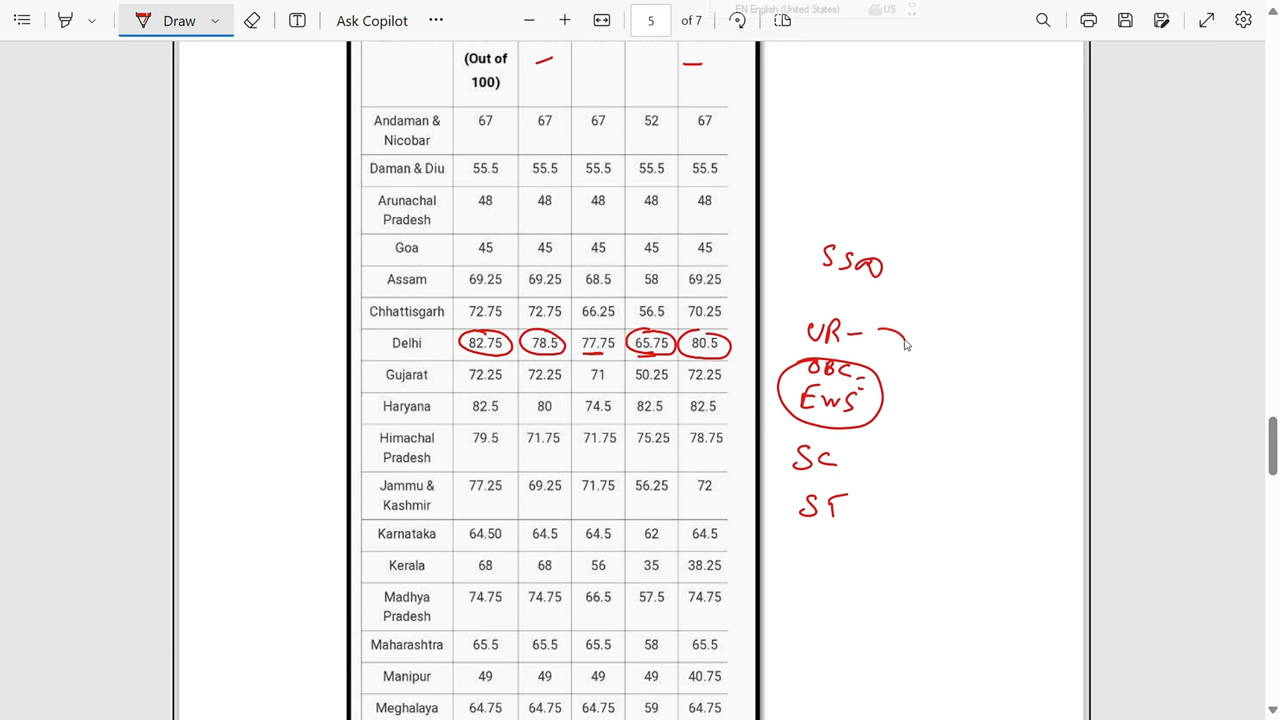 EN English (United States) US
Draw Ask Copilot 5 of 7
(Out of
100)
Andaman & 67 67 67 52 67
Nicobar
Daman & Diu 55.5 55.5 55.5 55.5 55.5
Arunachal 48 48 48 48 48
Pradesh
Goa 45 45 45 45 45
Assam 69.25 69.25 68.5 58 69.25
Chhattisgarh 72.75 72.75 66.25 56.5 70.25
Delhi 82.75 78.5 77.75 65.75 80.5
Gujarat 72.25 72.25 71 50.25 72.25
Haryana 82.5 80 74.5 82.5 82.5
Himachal 79.5 71.75 71.75 75.25 78.75
Pradesh
Jammu & 77.25 69.25 71.75 56.25 72
Kashmir
Karnataka 64.50 64.5 64.5 62 64.5
Kerala 68 68 56 35 38.25
Madhya 74.75 74.75 66.5 57.5 74.75
Pradesh
Maharashtra 65.5 65.5 65.5 58 65.5
Manipur 49 49 49 49 40.75
Meghalaya 64.75 64.75 64.75 59 64.75
UR -
OBC
EWS
SC
ST